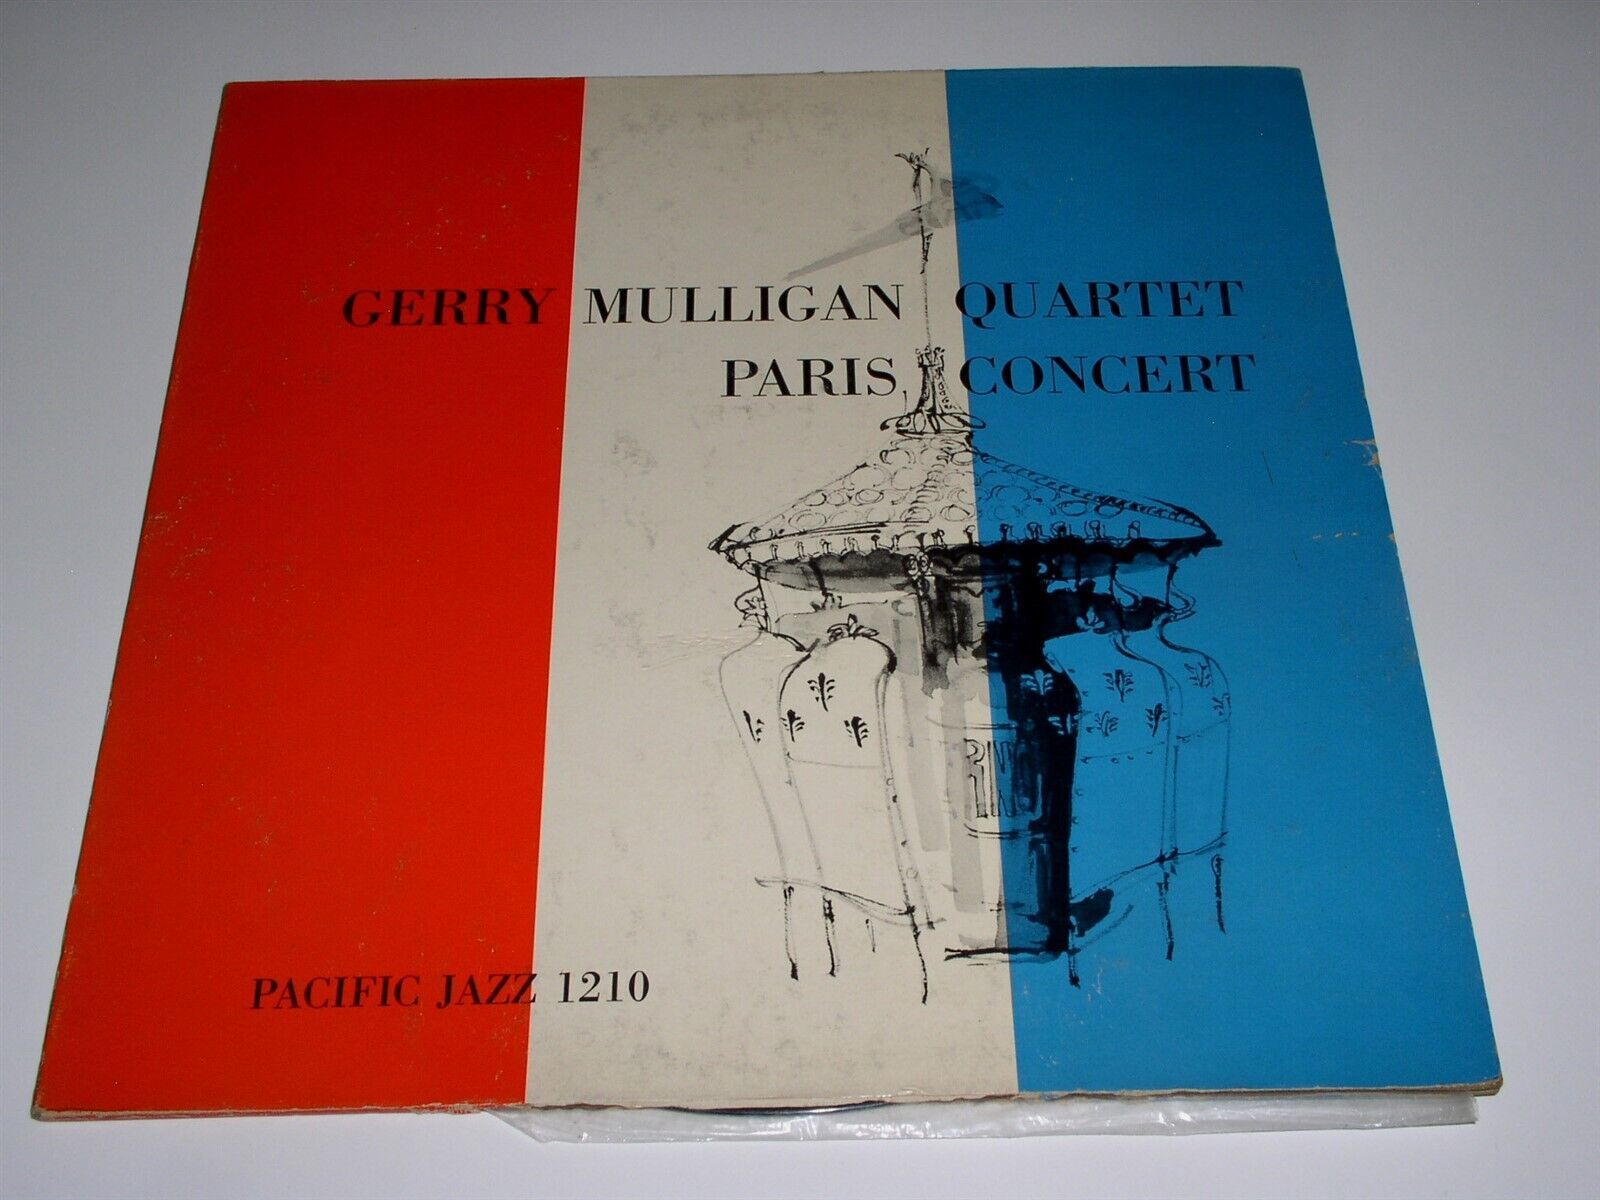 GERRY MULLIGAN QUARTET
PARIS CONCERT
PACIFIC JAZZ 1210